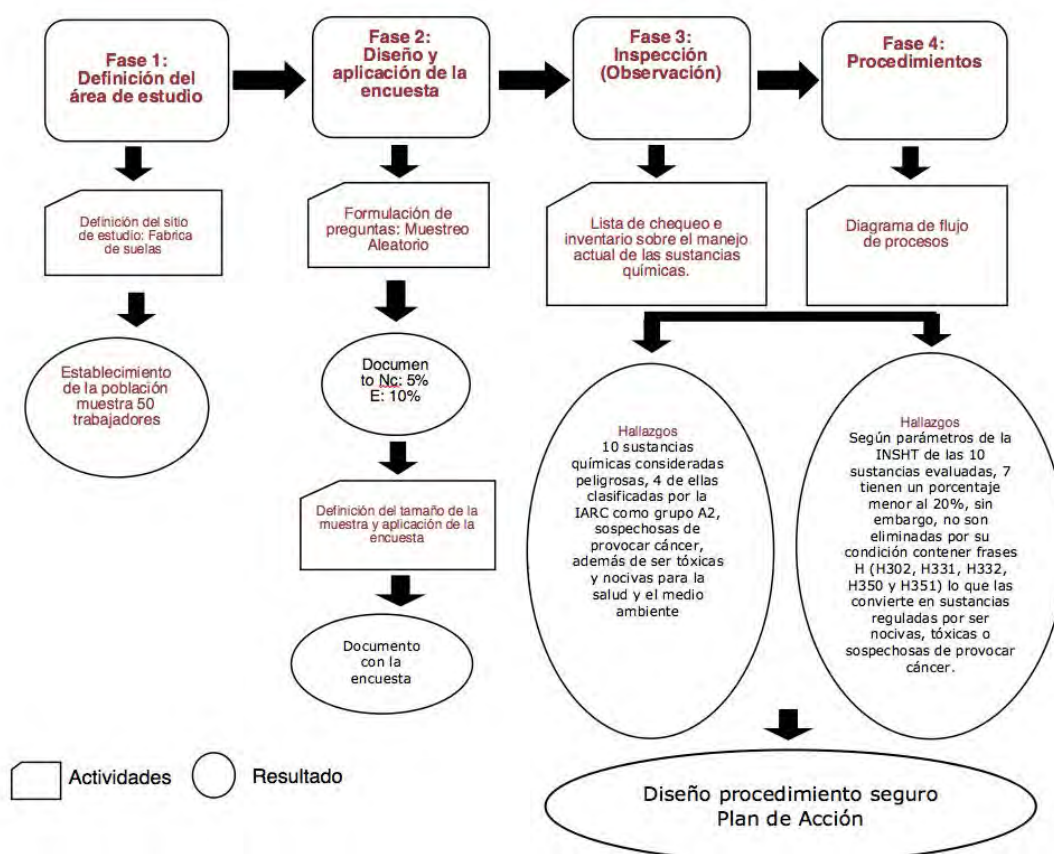 Fase 1:
Definición del
área de estudio
Fase 2:
Diseño y
aplicación de la
encuesta
Fase 3:
Inspección
(Observación)
Fase 4:
Procedimientos
Definición del sitio
de estudio: Fabrica
de suelas
Formulación de
preguntas: Muestreo
Aleatorio
Lista de chequeo e
inventario sobre el manejo
actual de las sustancias
químicas.
Diagrama de flujo
de procesos
Establecimiento
de la población
muestra 50
trabajadores
Documen
to Nc: 5%
E: 10%
Definición del tamaño de la
muestra y aplicación de la
encuesta
Documento
con la
encuesta
Hallazgos
10 sustancias
químicas consideradas
peligrosas, 4 de ellas
clasificadas por la
IARC como grupo A2,
sospechosas de
provocar cáncer,
además de ser tóxicas
y nocivas para la
salud y el medio
ambiente
Hallazgos
Según parámetros de la
INSHT de las 10
sustancias evaluadas, 7
tienen un porcentaje
menor al 20%, sin
embargo, no son
eliminadas por su
condición contener frases
H (H302, H331, H332,
H350 y H351) lo que las
convierte en sustancias
reguladas por ser
nocivas, tóxicas o
sospechosas de provocar
cáncer.
Actividades
Resultado
Diseño procedimiento seguro
Plan de Acción